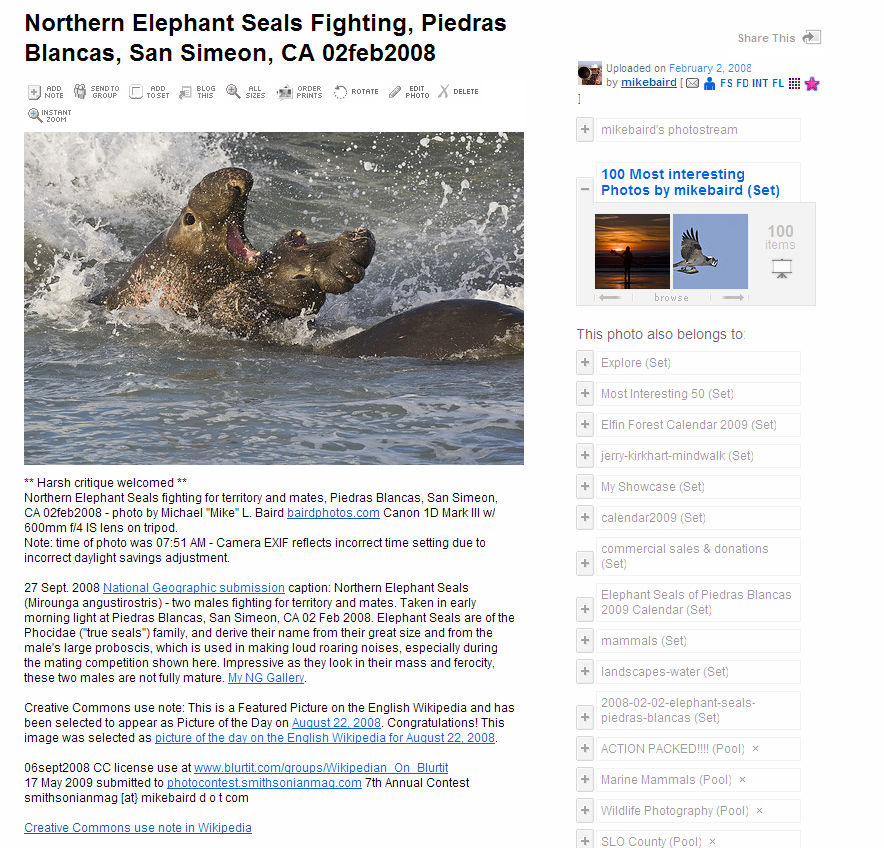 Northern Elephant Seals Fighting, Piedras
Blancas, San Simeon, CA 02feb2008
ADD NOTE
SEND TO GROUP
ADD TO SET
BLOG THIS
ALL SIZES
ORDER PRINTS
ROTATE
EDIT PHOTO
DELETE
INSTANT ZOOM
** Harsh critique welcomed **
Northern Elephant Seals fighting for territory and mates, Piedras Blancas, San Simeon,
CA 02feb2008 - photo by Michael "Mike" L. Baird bairdphotos.com Canon 1D Mark III w/
600mm f/4 IS lens on tripod.
Note: time of photo was 07:51 AM - Camera EXIF reflects incorrect time setting due to
incorrect daylight savings adjustment.
27 Sept. 2008 National Geographic submission caption: Northern Elephant Seals
(Mirounga angustirostris) - two males fighting for territory and mates. Taken in early
morning light at Piedras Blancas, San Simeon, CA 02 Feb 2008. Elephant Seals are of the
Phocidae ("true seals") family, and derive their name from their great size and from the
male's large proboscis, which is used in making loud roaring noises, especially during
the mating competition shown here. Impressive as they look in their mass and ferocity,
these two males are not fully mature. My NG Gallery.
Creative Commons use note: This is a Featured Picture on the English Wikipedia and has
been selected to appear as Picture of the Day on August 22, 2008. Congratulations! This
image was selected as picture of the day on the English Wikipedia for August 22, 2008.
06sept2008 CC license use at www.blurtit.com/groups/Wikipedian_On_Blurtit
17 May 2009 submitted to photocontest.smithsonianmag.com 7th Annual Contest
smithsonianmag [at} mikebaird d o t com
Creative Commons use note in Wikipedia
Share This
Uploaded on February 2, 2008
by mikebaird [ FS FD INT FL
]
mikebaird's photostream
100 Most interesting
Photos by mikebaird (Set)
100
items
browse
This photo also belongs to:
Explore (Set)
Most Interesting 50 (Set)
Elfin Forest Calendar 2009 (Set)
jerry-kirkhart-mindwalk (Set)
My Showcase (Set)
calendar2009 (Set)
commercial sales & donations
(Set)
Elephant Seals of Piedras Blancas
2009 Calendar (Set)
mammals (Set)
landscapes-water (Set)
2008-02-02-elephant-seals-
piedras-blancas (Set)
ACTION PACKED!!!! (Pool) ×
Marine Mammals (Pool) ×
Wildlife Photography (Pool) ×
SLO County (Pool) ×